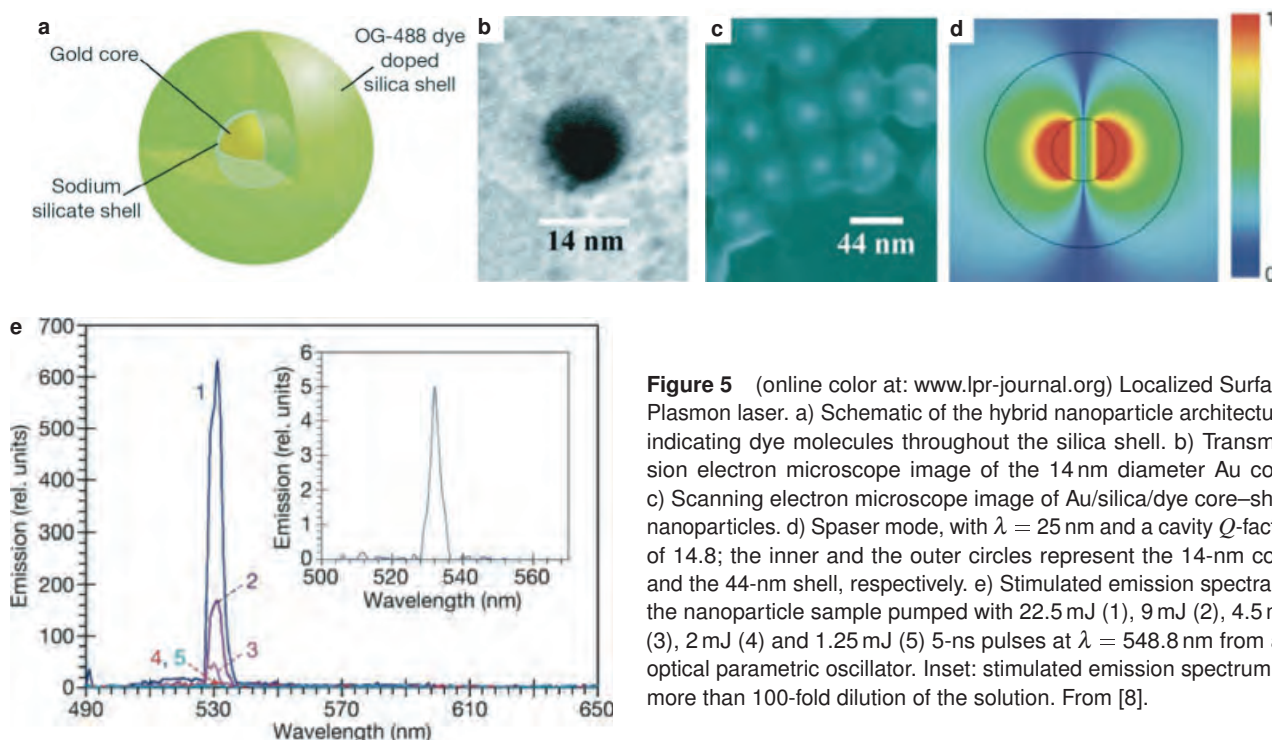 a
Gold core
OG-488 dye
doped
silica shell
Sodium
silicate shell
b
14 nm
c
44 nm
d
1
0
e
700
600
500
400
300
200
100
0
Emission (rel. units)
490
530
570
610
650
Wavelength (nm)
1
2
3
4, 5
6
5
4
3
2
1
0
Emission (rel. units)
500
520
540
560
Wavelength (nm)
Figure 5 (online color at: www.lpr-journal.org) Localized Surfa
Plasmon laser. a) Schematic of the hybrid nanoparticle architectu
indicating dye molecules throughout the silica shell. b) Transm
sion electron microscope image of the 14 nm diameter Au co
c) Scanning electron microscope image of Au/silica/dye core–sh
nanoparticles. d) Spaser mode, with λ = 25 nm and a cavity Q-fact
of 14.8; the inner and the outer circles represent the 14-nm co
and the 44-nm shell, respectively. e) Stimulated emission spectra
the nanoparticle sample pumped with 22.5 mJ (1), 9 mJ (2), 4.5 m
(3), 2 mJ (4) and 1.25 mJ (5) 5-ns pulses at λ = 548.8 nm from a
optical parametric oscillator. Inset: stimulated emission spectrum
more than 100-fold dilution of the solution. From [8].